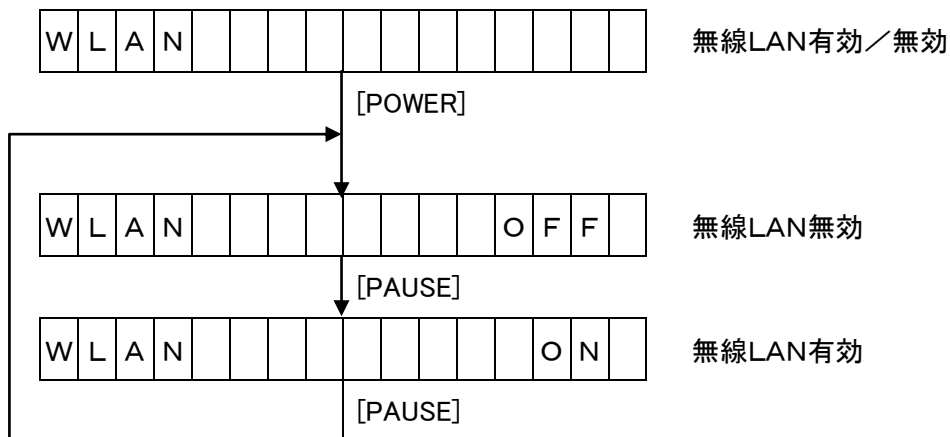 WLAN 無線LAN有効／無効
[POWER]
WLAN OFF 無線LAN無効
[PAUSE]
WLAN ON 無線LAN有効
[PAUSE]